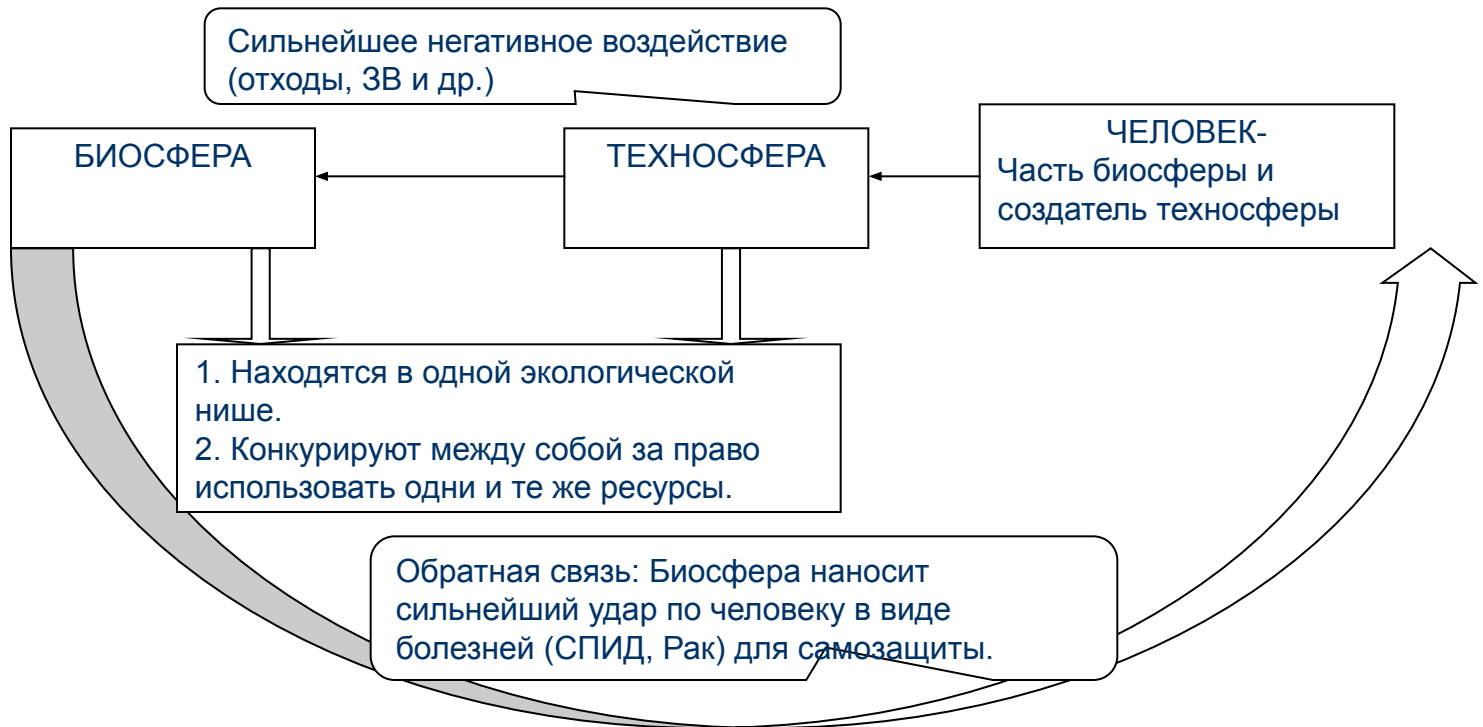 Сильнейшее негативное воздействие
(отходы, ЗВ и др.)
БИОСФЕРА
ТЕХНОСФЕРА
ЧЕЛОВЕК-
Часть биосферы и
создатель техносферы
1. Находятся в одной экологической
нише.
2. Конкурируют между собой за право
использовать одни и те же ресурсы.
Обратная связь: Биосфера наносит
сильнейший удар по человеку в виде
болезней (СПИД, Рак) для самозащиты.